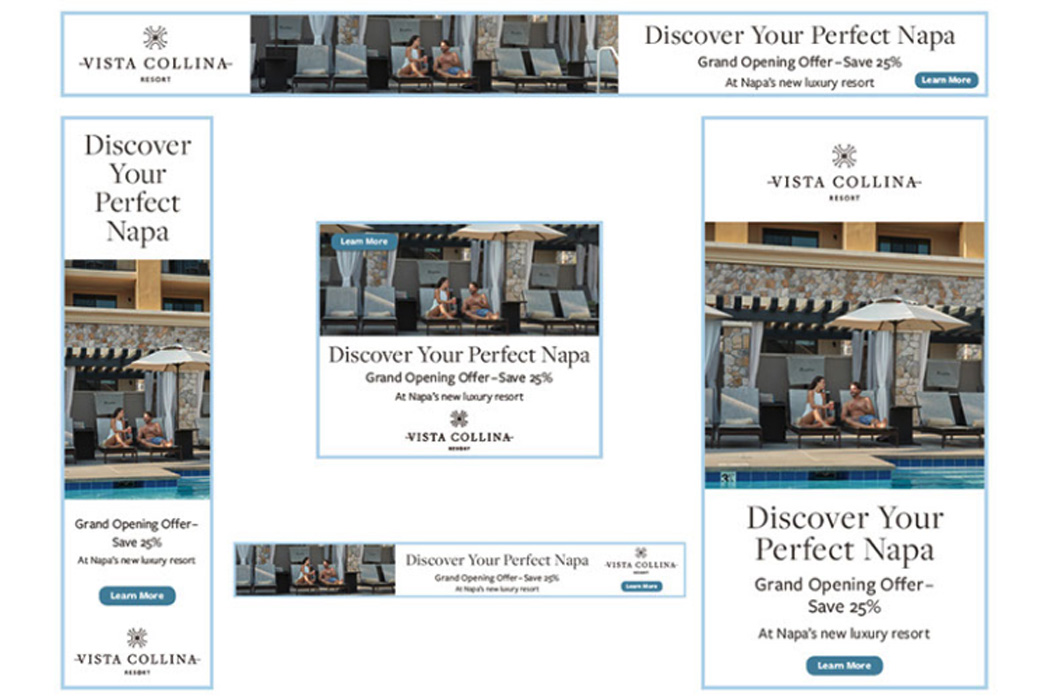 VISTA COLLINA
RESORT
Discover Your Perfect Napa
Grand Opening Offer–Save 25%
At Napa's new luxury resort
Learn More
Discover
Your
Perfect
Napa
Grand Opening Offer–
Save 25%
At Napa's new luxury resort
Learn More
VISTA COLLINA
RESORT
Learn More
Discover Your Perfect Napa
Grand Opening Offer–Save 25%
At Napa's new luxury resort
VISTA COLLINA
RESORT
Discover Your Perfect Napa
Grand Opening Offer–Save 25%
At Napa's new luxury resort
VISTA COLLINA
RESORT
Learn More
VISTA COLLINA
RESORT
Discover Your
Perfect Napa
Grand Opening Offer–
Save 25%
At Napa's new luxury resort
Learn More